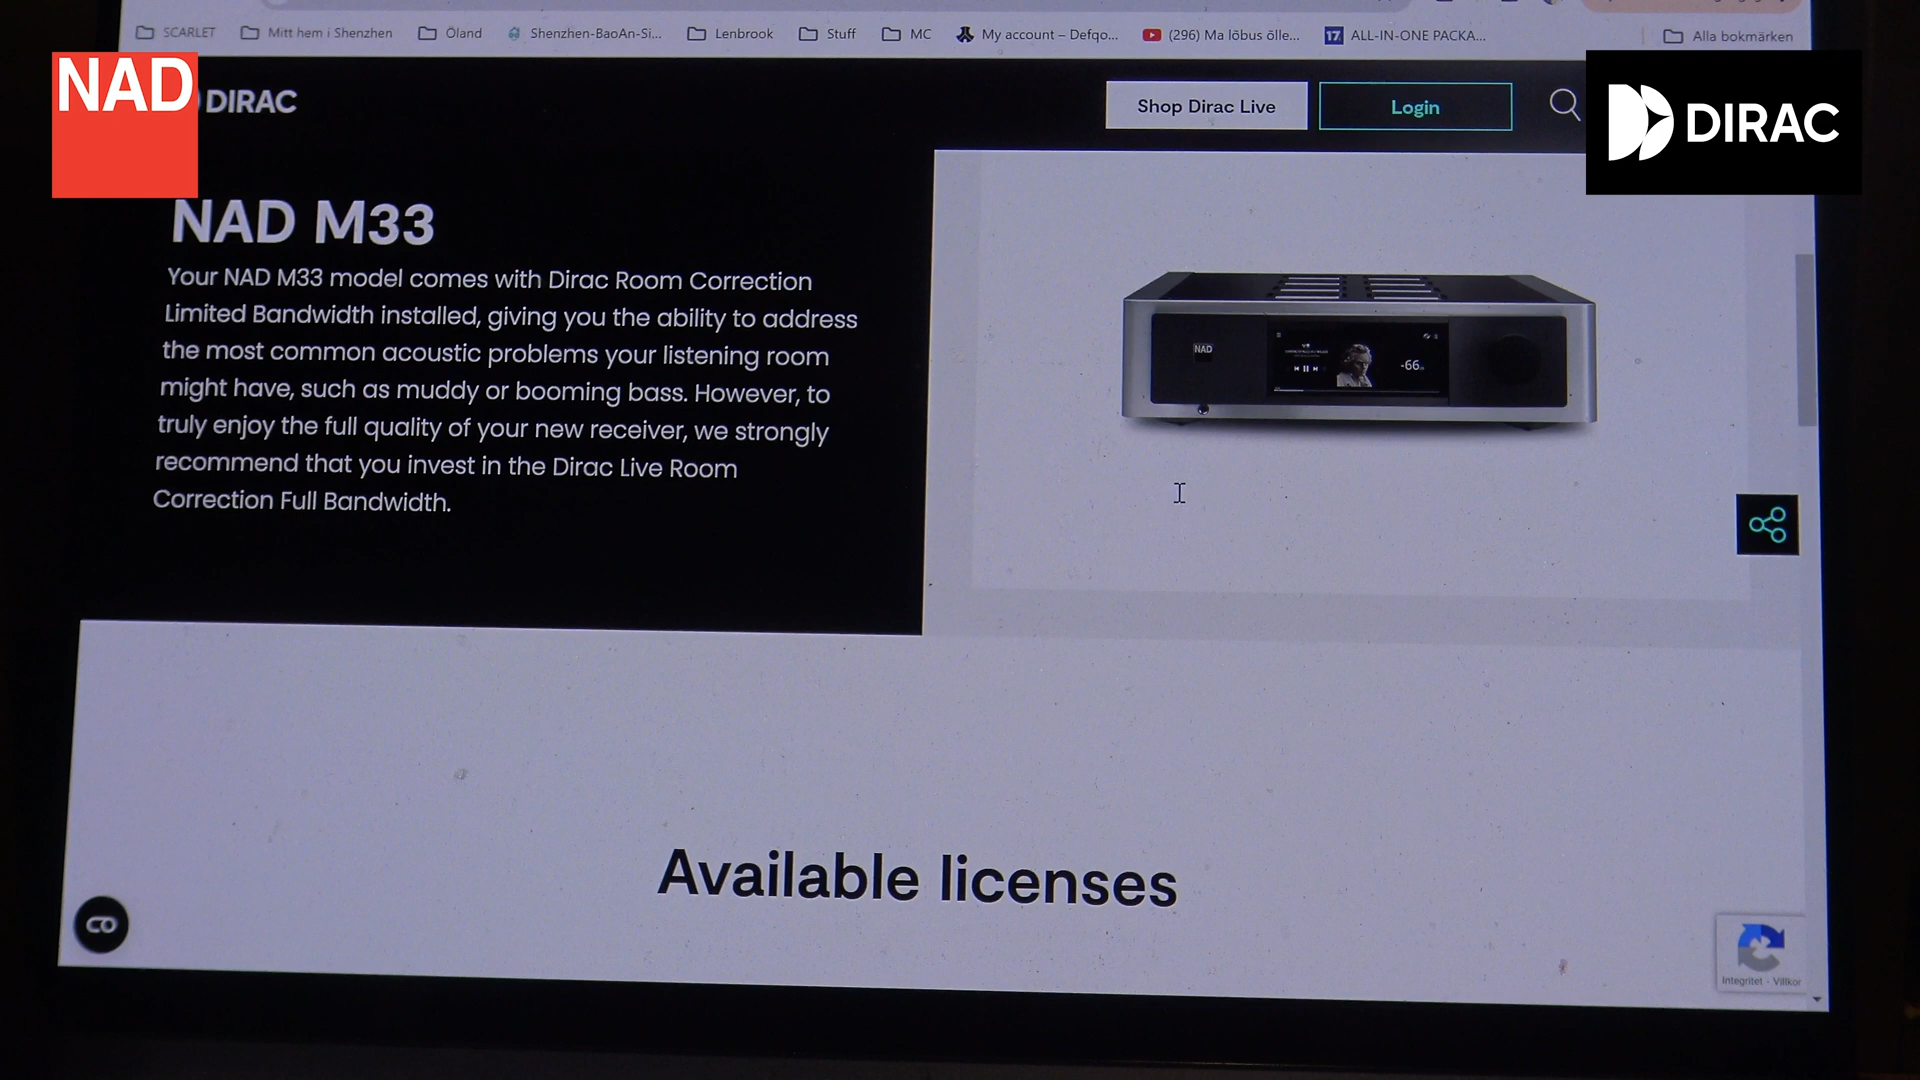 SCARLET
Mitt hem i Shenzhen
Öland
Shenzhen-BaoAn-Si...
Lenbrook
Stuff
MC
My account – Defqo...
(296) Ma lõbus õlle...
17.
ALL-IN-ONE PACKA...
Alla bokmärken
NAD
DIRAC
Shop Dirac Live
Login
DIRAC
NAD M33
Your NAD M33 model comes with Dirac Room Correction
Limited Bandwidth installed, giving you the ability to address
the most common acoustic problems your listening room
might have, such as muddy or booming bass. However, to
truly enjoy the full quality of your new receiver, we strongly
recommend that you invest in the Dirac Live Room
Correction Full Bandwidth.
NAD
-66
Available licenses
Integritet - Villkor